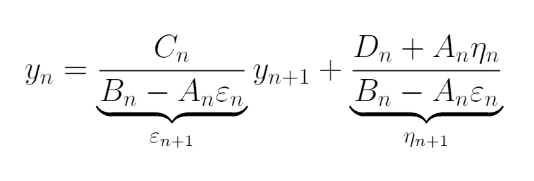 $$y_n = \underbrace{\frac{C_n}{B_n - A_n\varepsilon_n}}_{\varepsilon_{n+1}} y_{n+1} + \underbrace{\frac{D_n + A_n\eta_n}{B_n - A_n\varepsilon_n}}_{\eta_{n+1}}$$